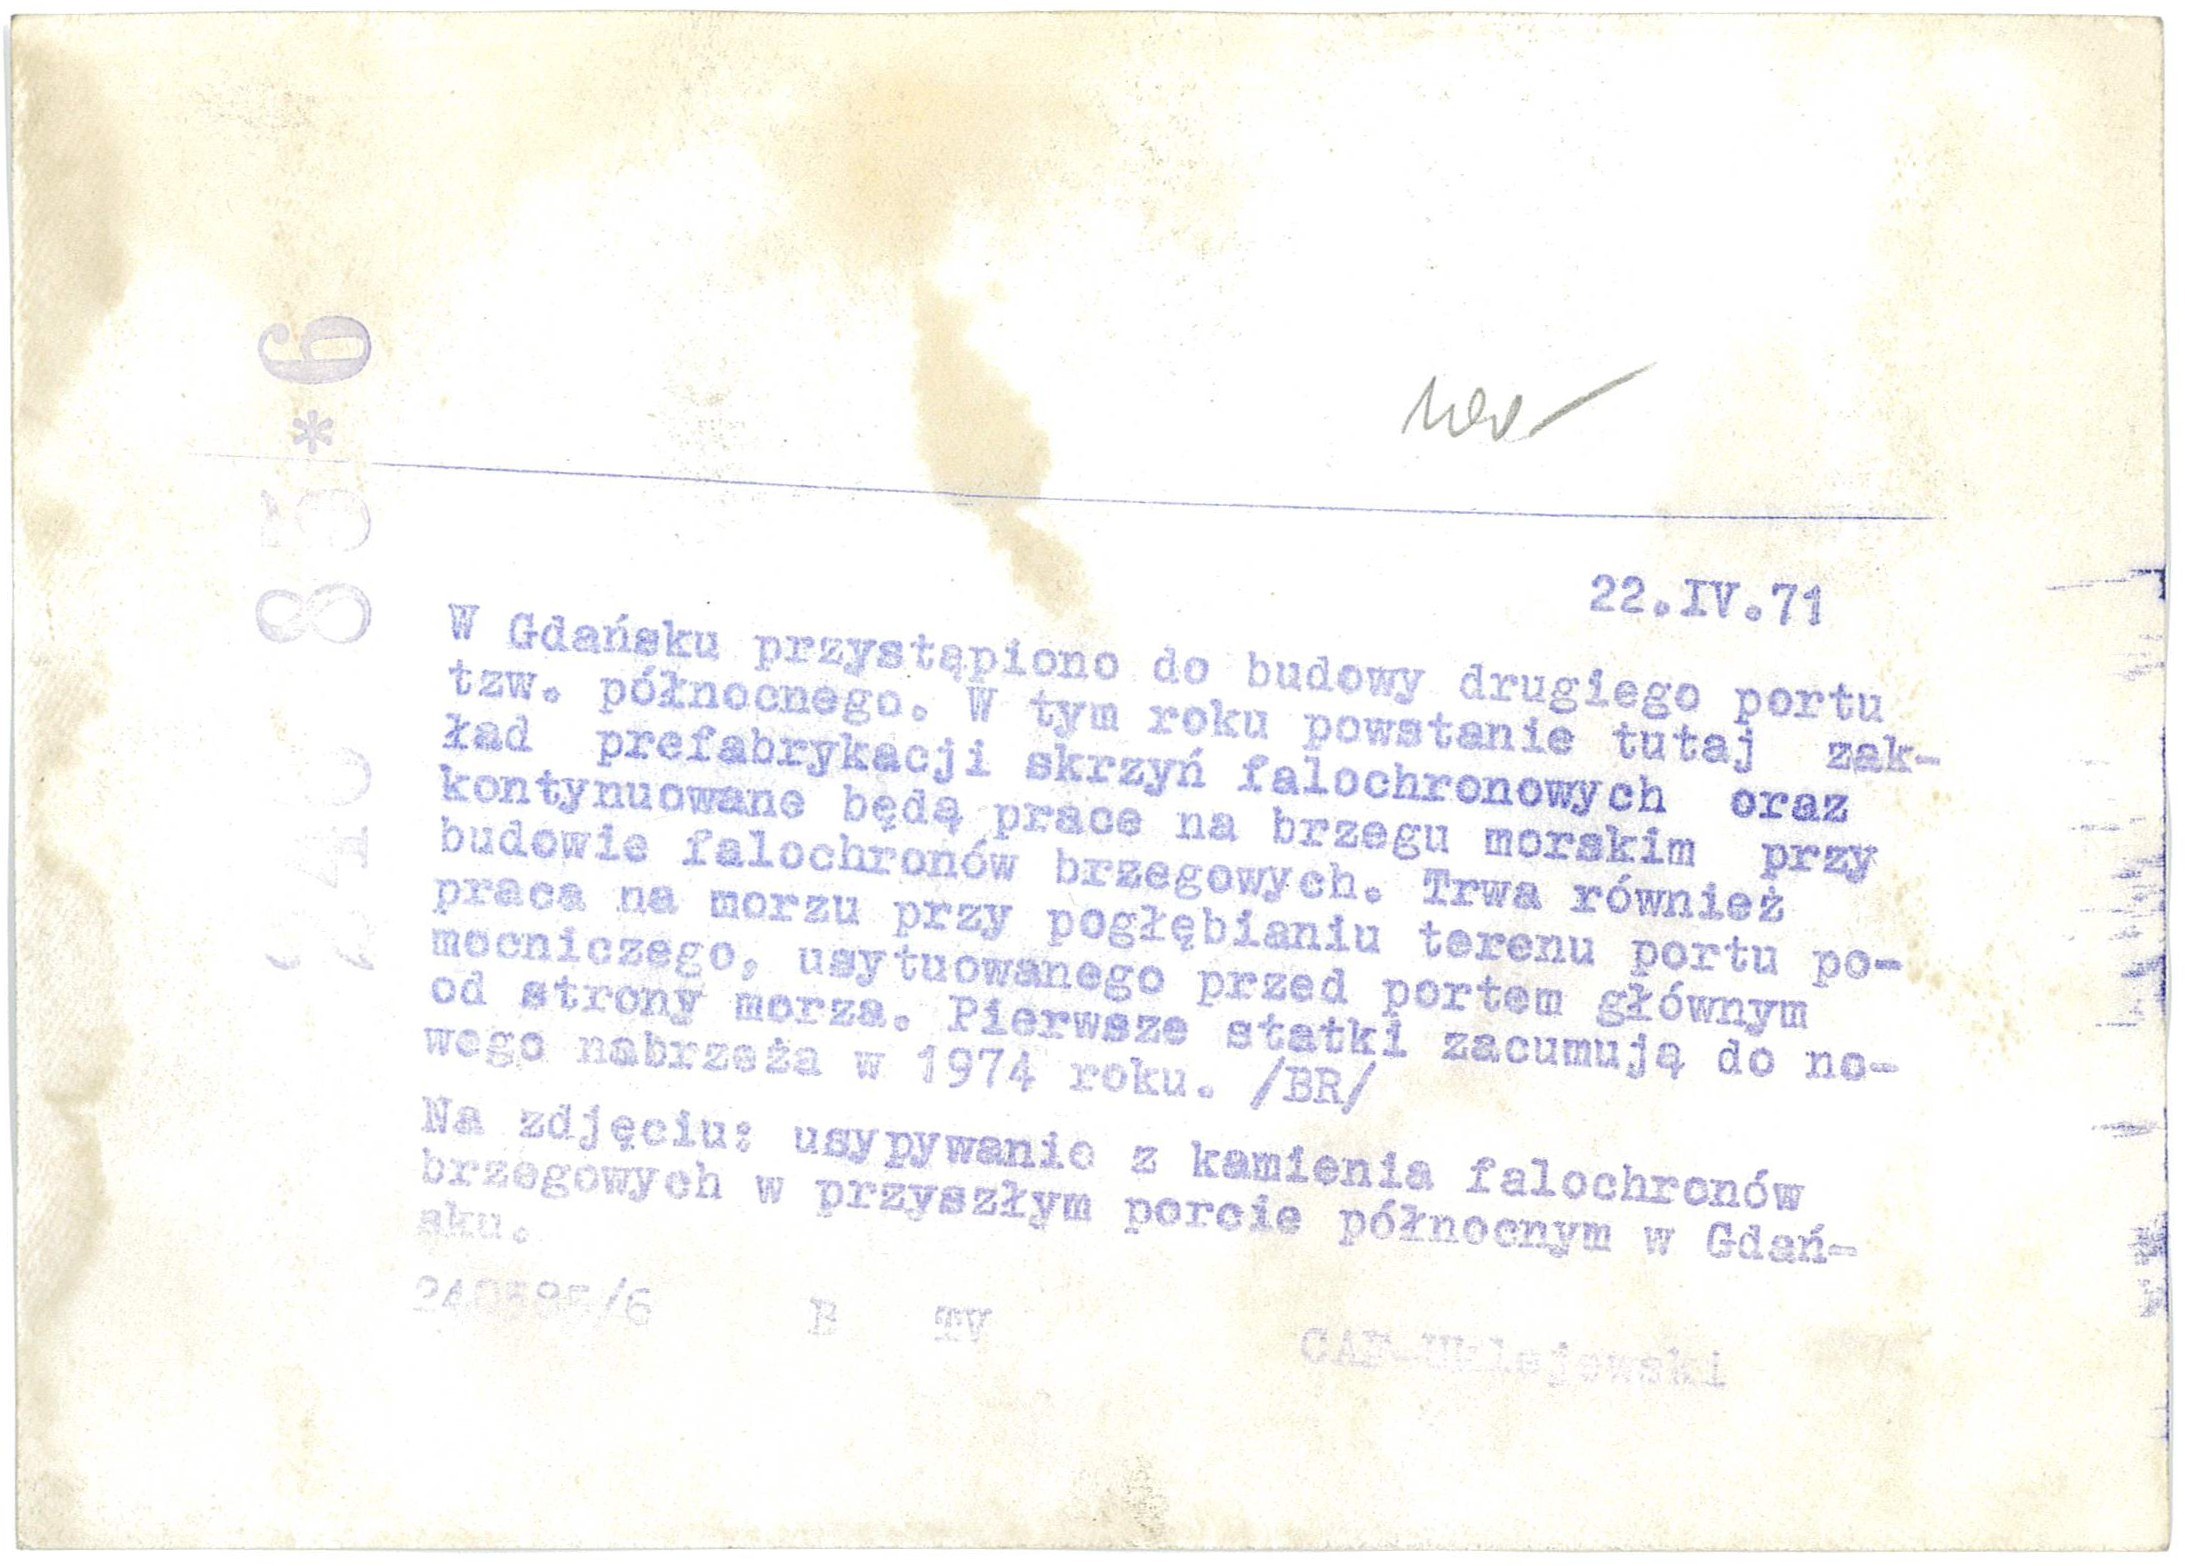 22.IV.71
W Gdańsku przystąpiono do budowy drugiego portu
tzw. północnego. W tym roku powstanie tutaj zak-
ład prefabrykacji skrzyń falochronowych oraz
kontynuowane będą prace na brzegu morskim przy
budowie falochronów brzegowych. Trwa również
praca na morzu przy pogłębianiu terenu portu po-
mocniczego, usytuowanego przed portem głównym
od strony morza. Pierwsze statki zacumują do no-
wego nabrzeża w 1974 roku. /BR/
Na zdjęciu: usypywanie z kamienia falochronów
brzegowych w przyszłym porcie północnym w Gdań-
sku.
240585/6 B TV